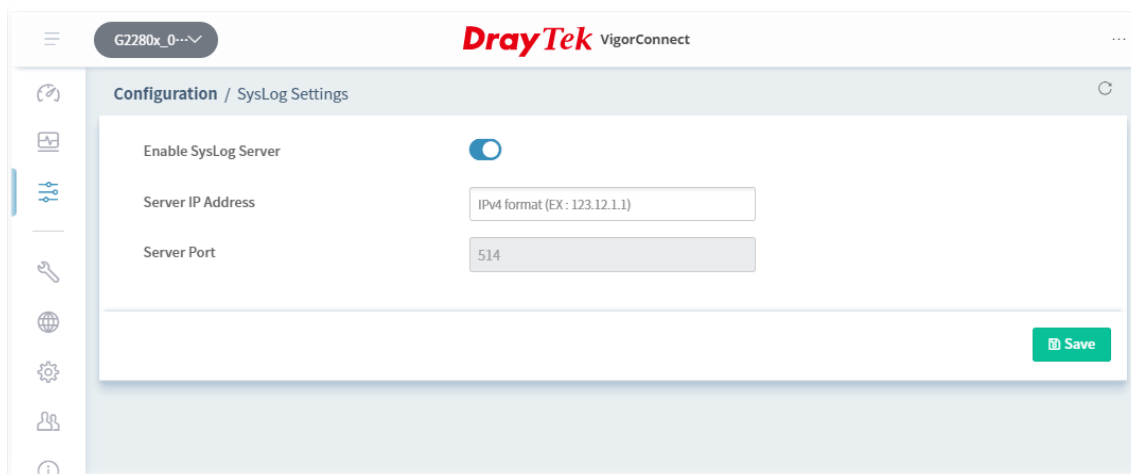 G2280x_0···
DrayTek VigorConnect
...
Configuration / SysLog Settings
Enable SysLog Server
Server IP Address
IPv4 format (EX : 123.12.1.1)
Server Port
514
Save